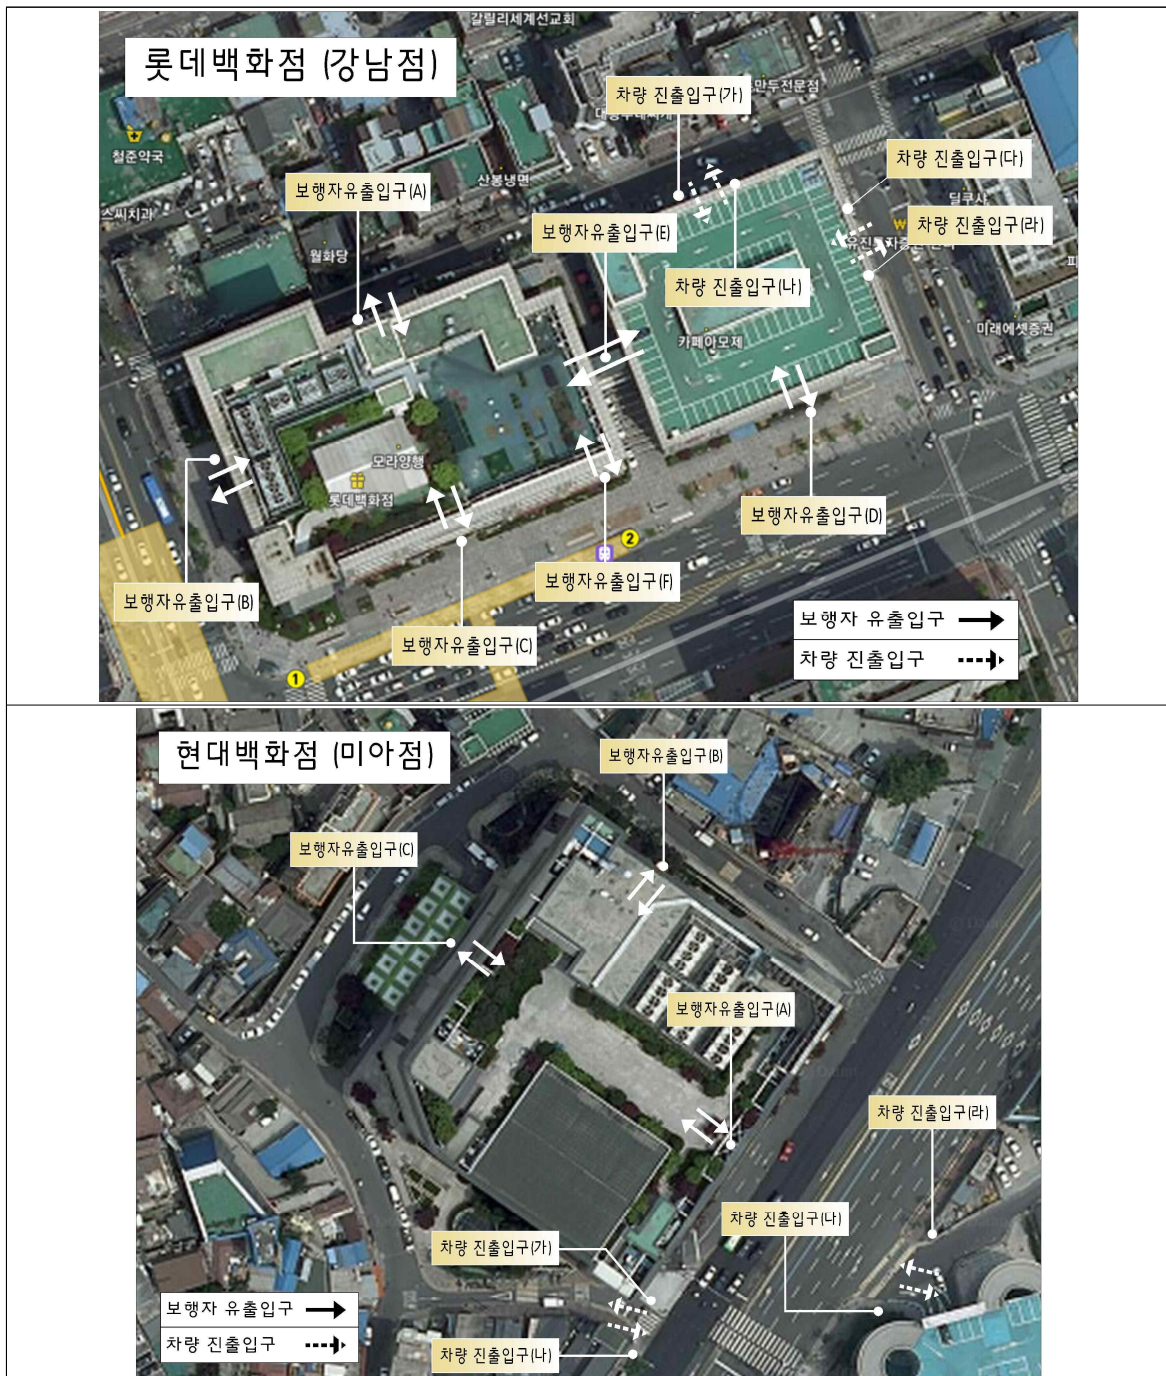 롯데백화점 (강남점)
갈릴리세계선교회
차량 진출입구(가)
만두전문점
철준약국
차량 진출입구(다)
산봉냉면
보행자유출입구(A)
스씨치과
딜쿠샤
보행자유출입구(E)
차량 진출입구(라)
월화당
차량 진출입구(나)
미래에셋증권
카페아모제
모라양행
롯데백화점
보행자유출입구(D)
2
보행자유출입구(F)
보행자유출입구(B)
보행자유출입구(C)
1
보행자 유출입구
차량 진출입구
현대백화점 (미아점)
보행자유출입구(B)
보행자유출입구(C)
보행자유출입구(A)
차량 진출입구(라)
차량 진출입구(나)
차량 진출입구(가)
보행자 유출입구
차량 진출입구
차량 진출입구(나)